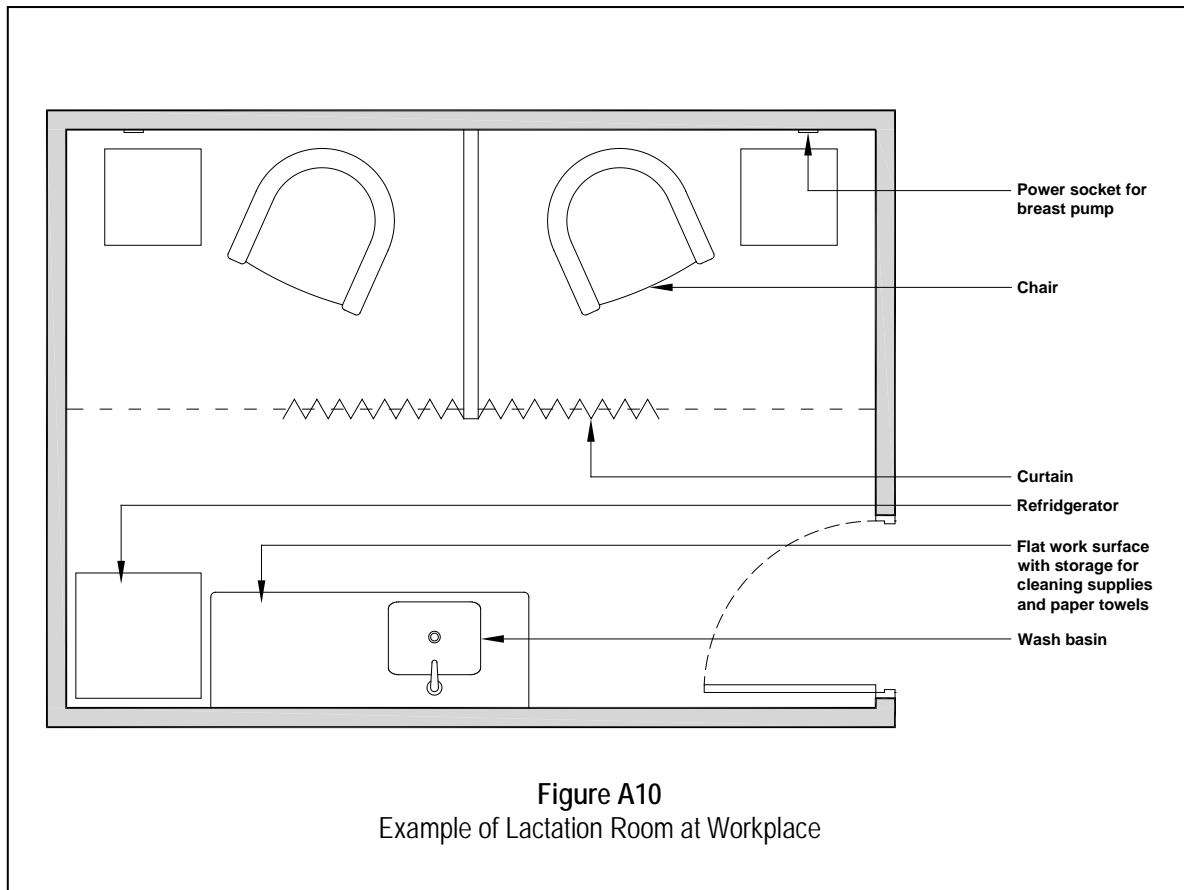 Power socket for
breast pump
Chair
Curtain
Refridgerator
Flat work surface
with storage for
cleaning supplies
and paper towels
Wash basin
Figure A10
Example of Lactation Room at Workplace